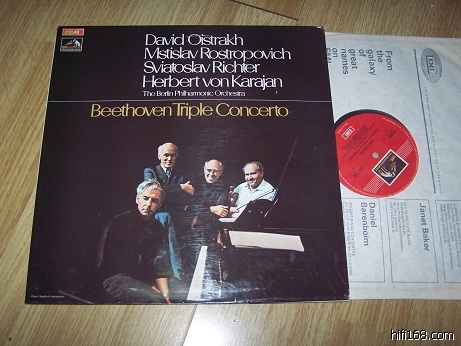 David Oistrakh
Mstislav Rostropovich
Sviatoslav Richter
Herbert von Karajan
The Berlin Philharmonic Orchestra
Beethoven Triple Concerto
From
the
galaxy
of
great
names
on
EMI
Daniel
Barenboim
Janet Baker
hifi168.com